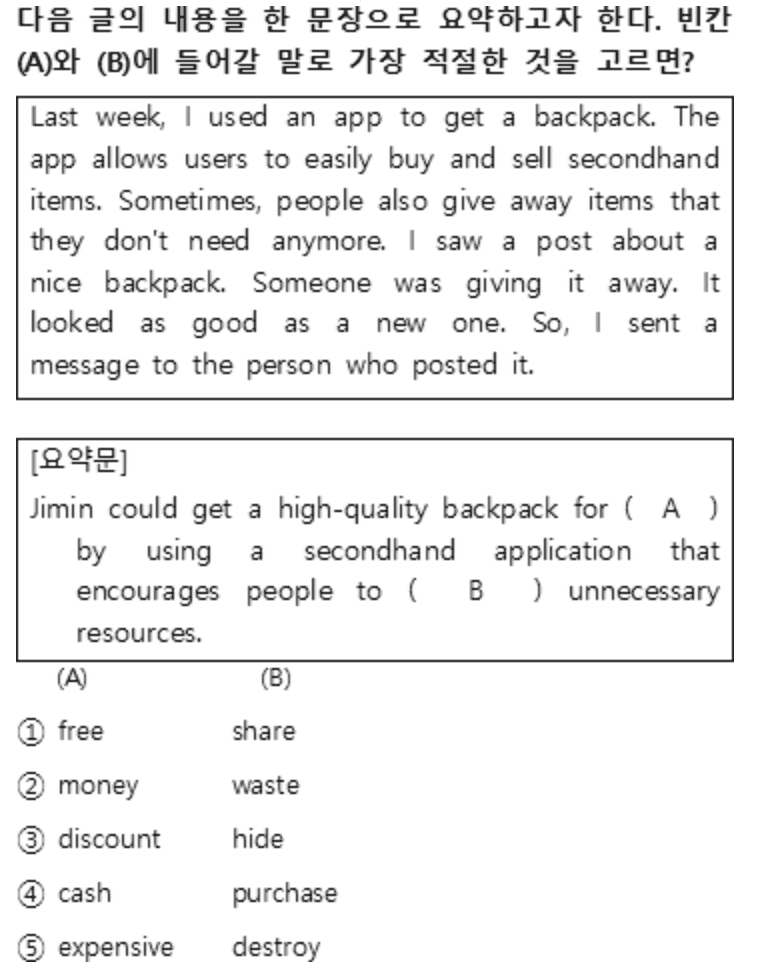 다음 글의 내용을 한 문장으로 요약하고자 한다. 빈칸
(A)와 (B)에 들어갈 말로 가장 적절한 것을 고르면?
Last week, I used an app to get a backpack. The
app allows users to easily buy and sell secondhand
items. Sometimes, people also give away items that
they don't need anymore. I saw a post about a
nice backpack. Someone was giving it away. It
looked as good as a new one. So, I sent a
message to the person who posted it.
[요약문]
Jimin could get a high-quality backpack for ( A )
by using a secondhand application that
encourages people to ( B ) unnecessary
resources.
(A) (B)
① free share
② money waste
③ discount hide
④ cash purchase
⑤ expensive destroy